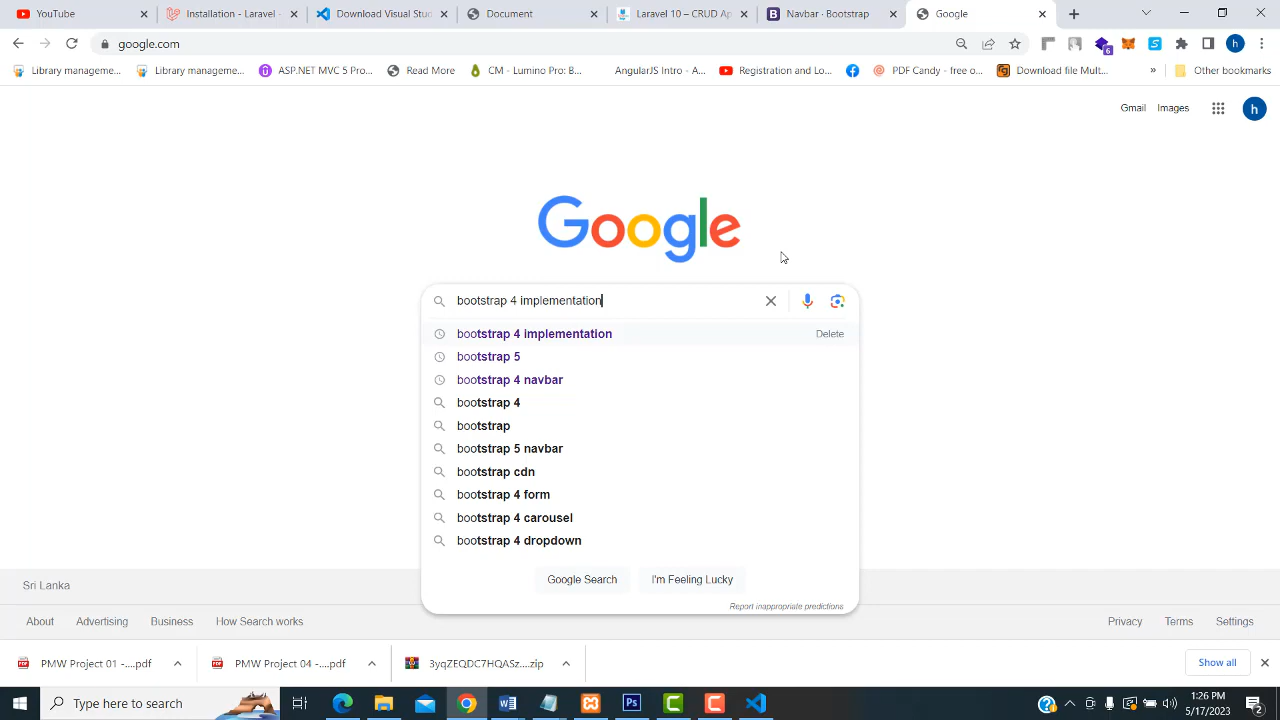 YouTube
Installation - Laravel -
Download Visual Stud
Document
Laravel 10 – CRUD Ap
Navbar · Bootstrap
Google
google.com
6
h
Library manageme...
Library manageme...
ASP.NET MVC 5 Pro...
Read More
CM - Lumino Pro B...
AngularJS Intro - A...
Registration and Lo...
PDF Candy – free o...
Download file Mult...
»
Other bookmarks
Gmail Images
h
Google
bootstrap 4 implementation
bootstrap 4 implementation
Delete
bootstrap 5
bootstrap 4 navbar
bootstrap 4
bootstrap
bootstrap 5 navbar
bootstrap cdn
bootstrap 4 form
bootstrap 4 carousel
bootstrap 4 dropdown
Google Search
I'm Feeling Lucky
Report inappropriate predictions
Sri Lanka
About Advertising Business How Search works
Privacy Terms Settings
PMW Project 01 -....pdf
PMW Project 04 -....pdf
3yqZEQDC7HQASz....zip
Show all
Type here to search
1:26 PM
5/17/2023
2